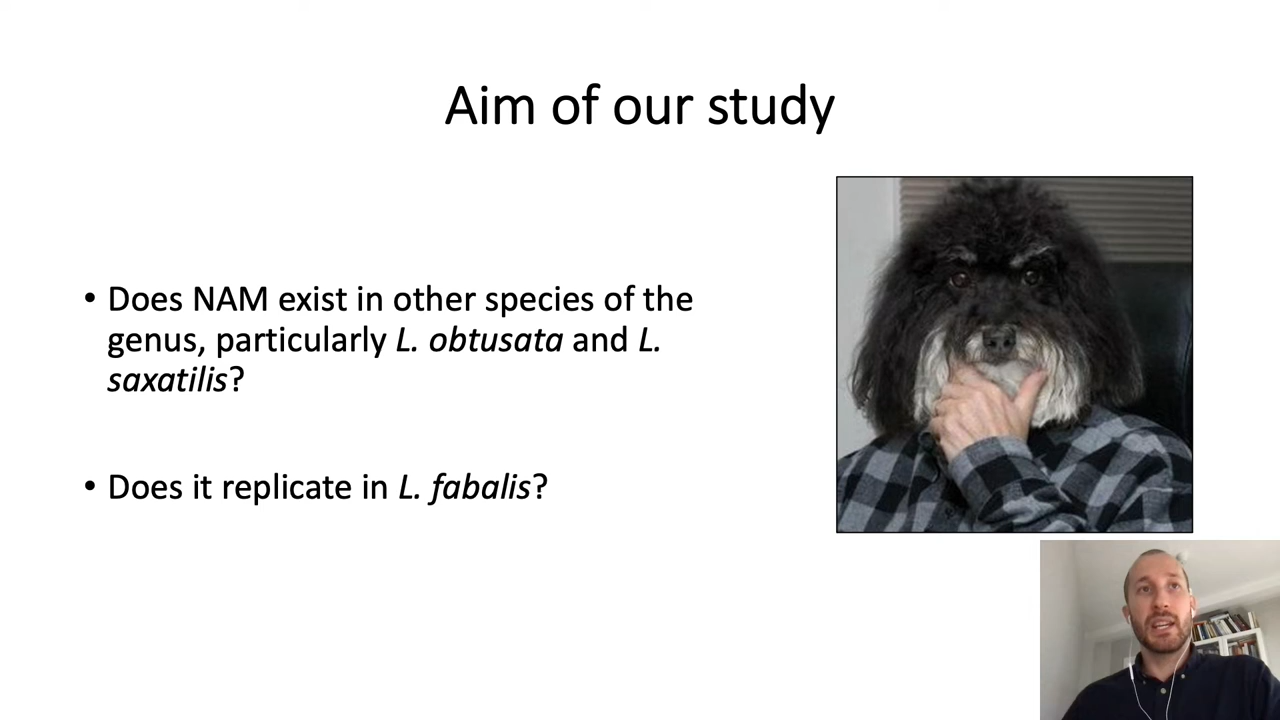 Aim of our study
• Does NAM exist in other species of the
genus, particularly L. obtusata and L.
saxatilis?
• Does it replicate in L. fabalis?